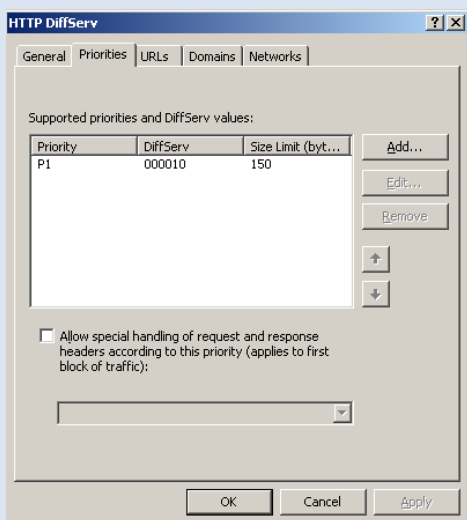 HTTP DiffServ
General Priorities URLs Domains Networks
Supported priorities and DiffServ values:
Priority DiffServ Size Limit (byt...
P1 000010 150
Add...
Edit...
Remove
Allow special handling of request and response
headers according to this priority (applies to first
block of traffic):
OK Cancel Apply